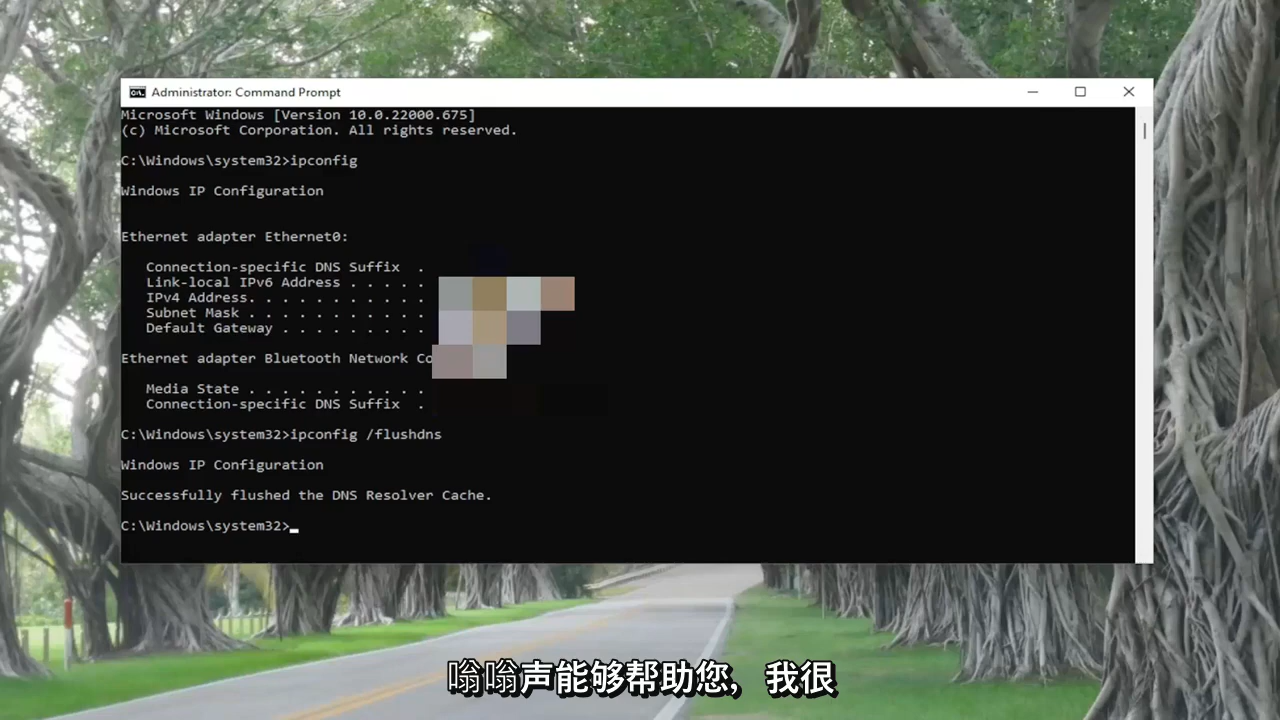 Administrator: Command Prompt
Microsoft Windows [Version 10.0.22000.675]
(c) Microsoft Corporation. All rights reserved.
C:\Windows\system32>ipconfig
Windows IP Configuration
Ethernet adapter Ethernet0:
Connection-specific DNS Suffix  .
Link-local IPv6 Address . . . . .
IPv4 Address. . . . . . . . . . .
Subnet Mask . . . . . . . . . . .
Default Gateway . . . . . . . . .
Ethernet adapter Bluetooth Network Co
Media State . . . . . . . . . . .
Connection-specific DNS Suffix  .
C:\Windows\system32>ipconfig /flushdns
Windows IP Configuration
Successfully flushed the DNS Resolver Cache.
C:\Windows\system32>
嗡嗡声能够帮助您, 我很